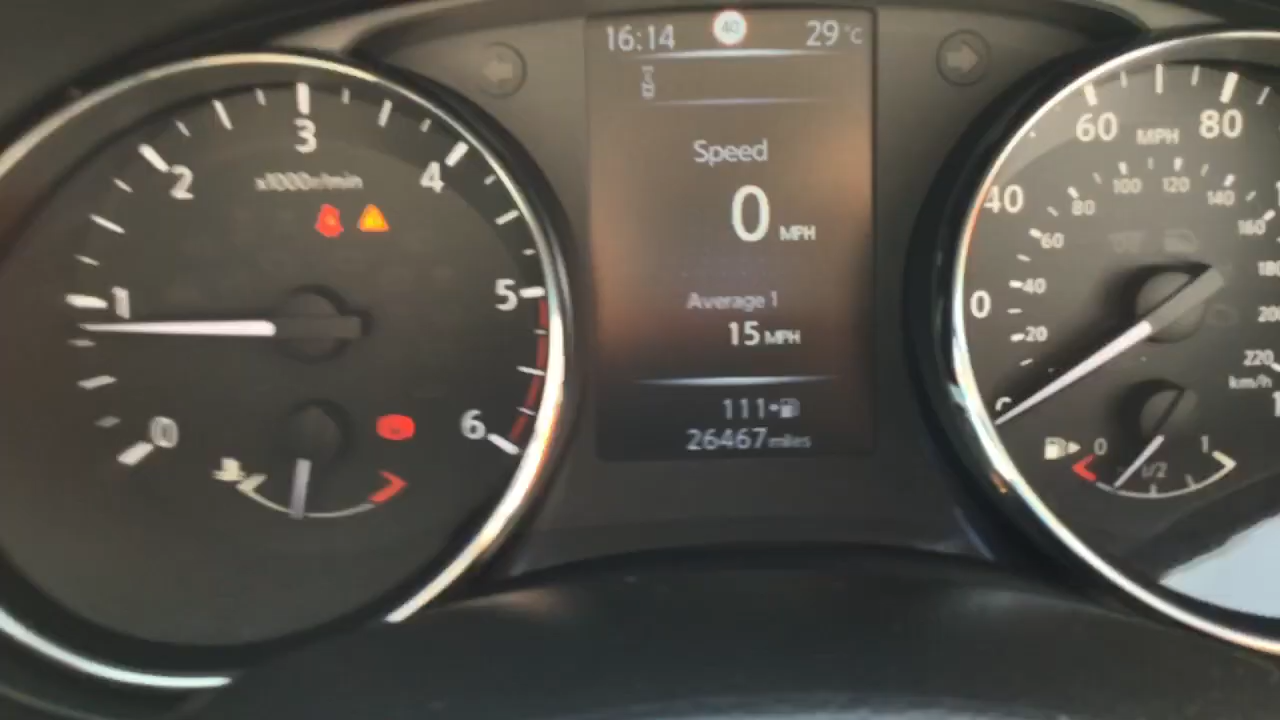 16:14 40 29°C
Speed
0 MPH
Average 1
15 MPH
111
26467 miles
0
1
2
3
4
5
6
x1000r/min
0
40
60
80
MPH
20
40
60
80
100
120
140
160
180
220
km/h
0
1/2
1